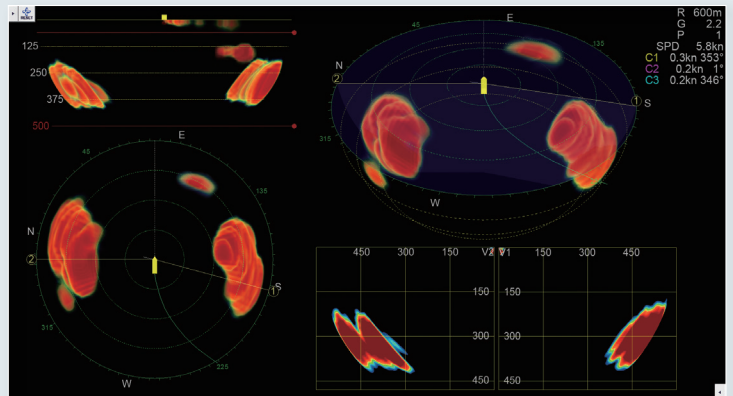 RESET
R 600m
G 2.2
P 1
SPD 5.8kn
C1 0.3kn 353°
C2 0.2kn 1°
C3 0.2kn 346°
125
250
375
500
E
45
135
N
2
1
S
315
W
E
45
135
N
2
1
S
315
225
W
450 300 150 V2
V1 150 300 450
150 150
300 300
450 450